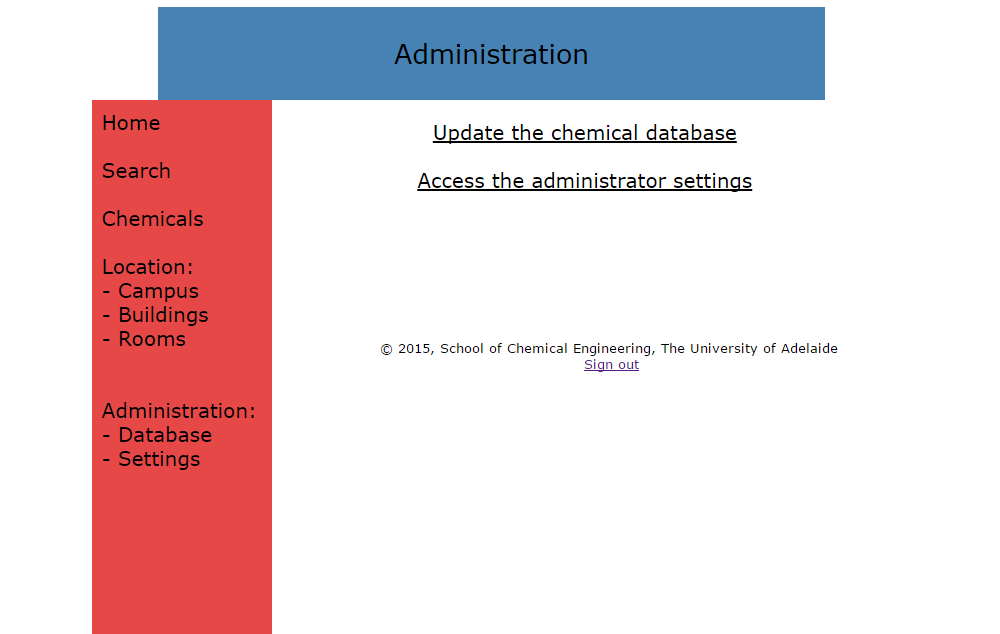 Administration
Home
Search
Chemicals
Location:
- Campus
- Buildings
- Rooms
Administration:
- Database
- Settings
Update the chemical database
Access the administrator settings
© 2015, School of Chemical Engineering, The University of Adelaide
Sign out